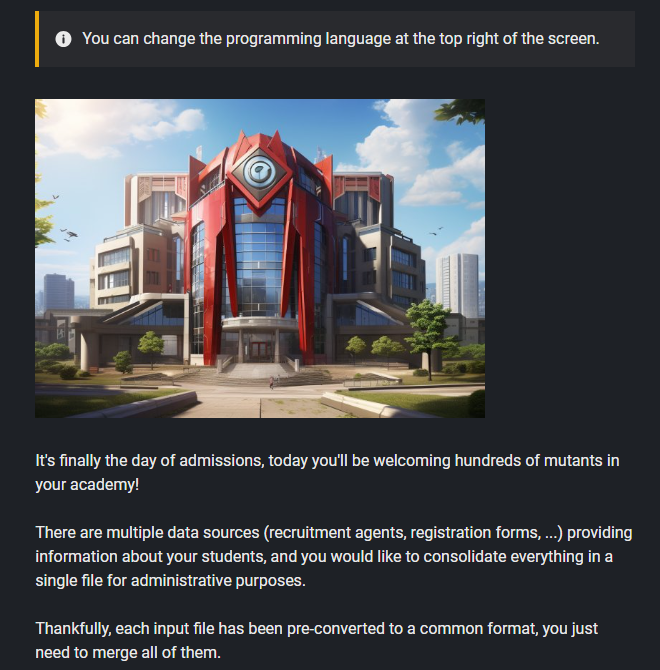 You can change the programming language at the top right of the screen.
It's finally the day of admissions, today you'll be welcoming hundreds of mutants in
your academy!
There are multiple data sources (recruitment agents, registration forms, ...) providing
information about your students, and you would like to consolidate everything in a
single file for administrative purposes.
Thankfully, each input file has been pre-converted to a common format, you just
need to merge all of them.